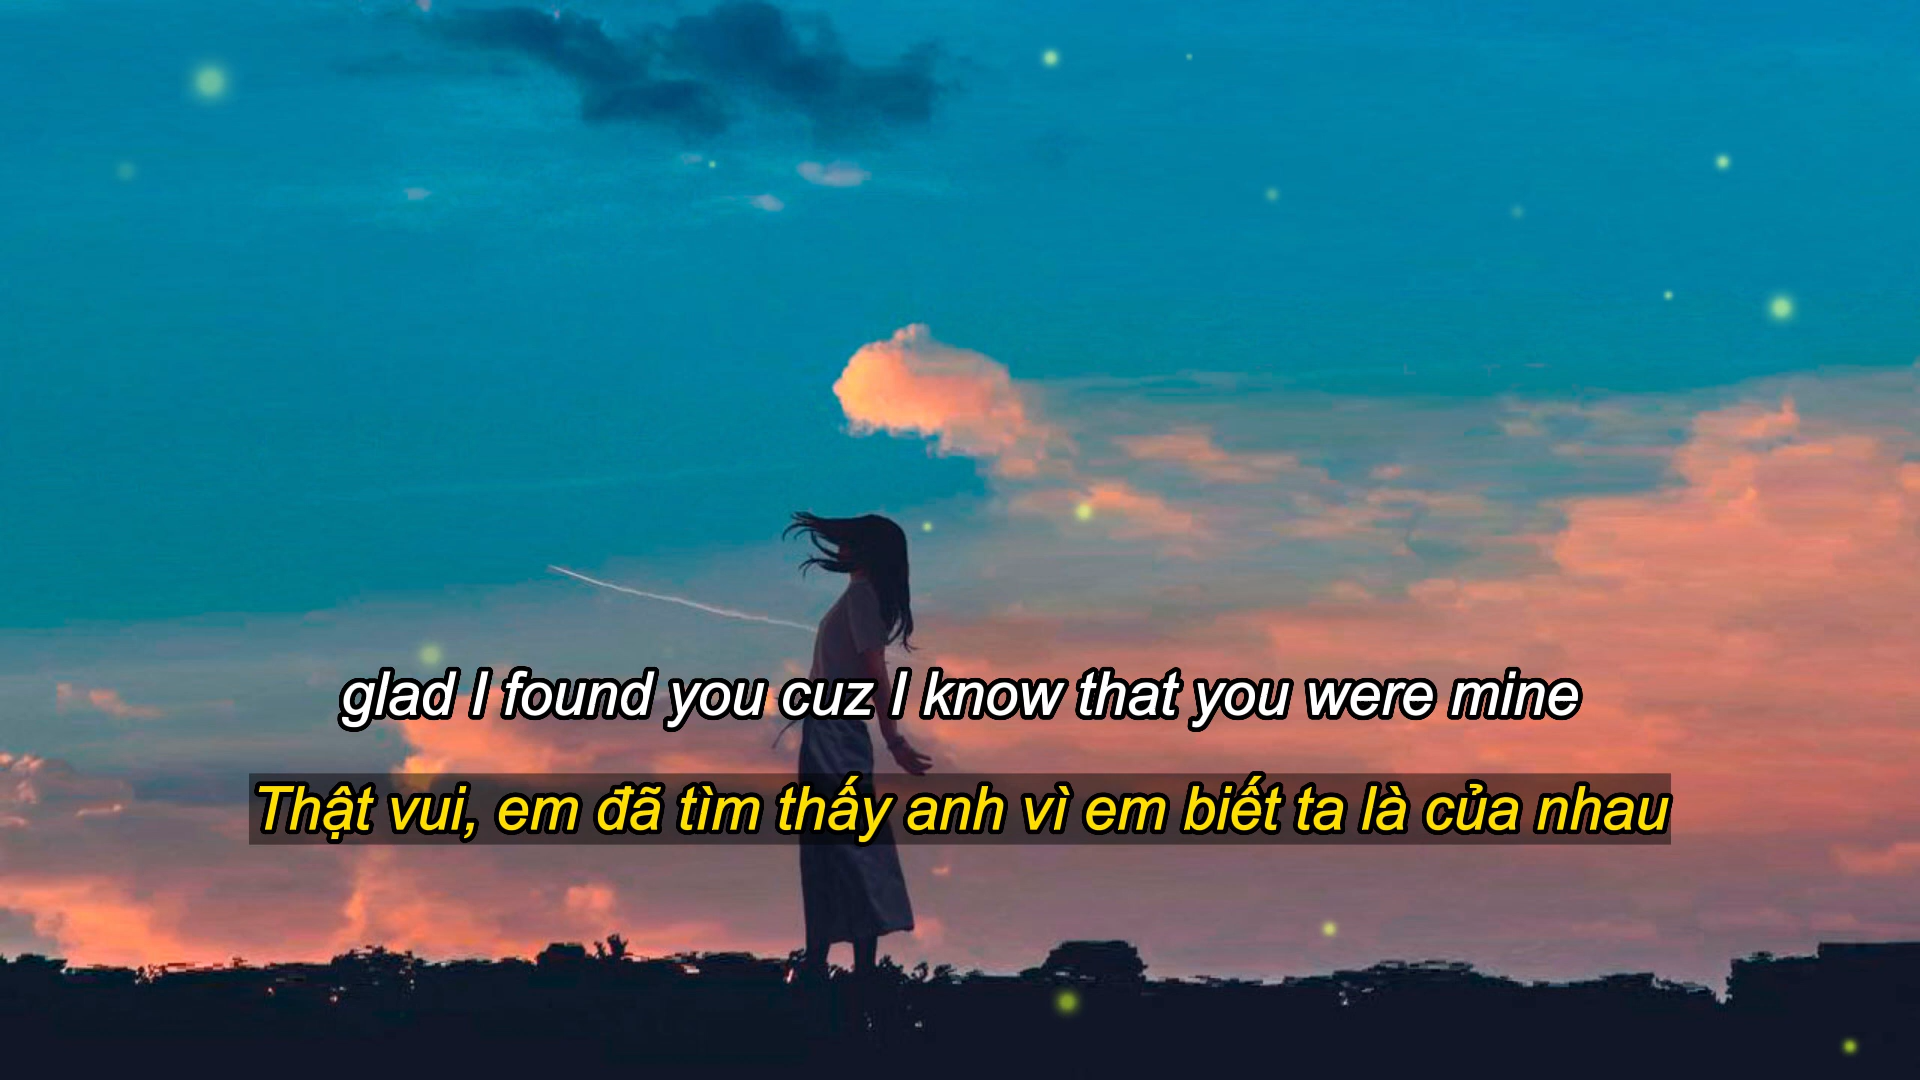 glad I found you cuz I know that you were mine
Thật vui, em đã tìm thấy anh vì em biết ta là của nhau